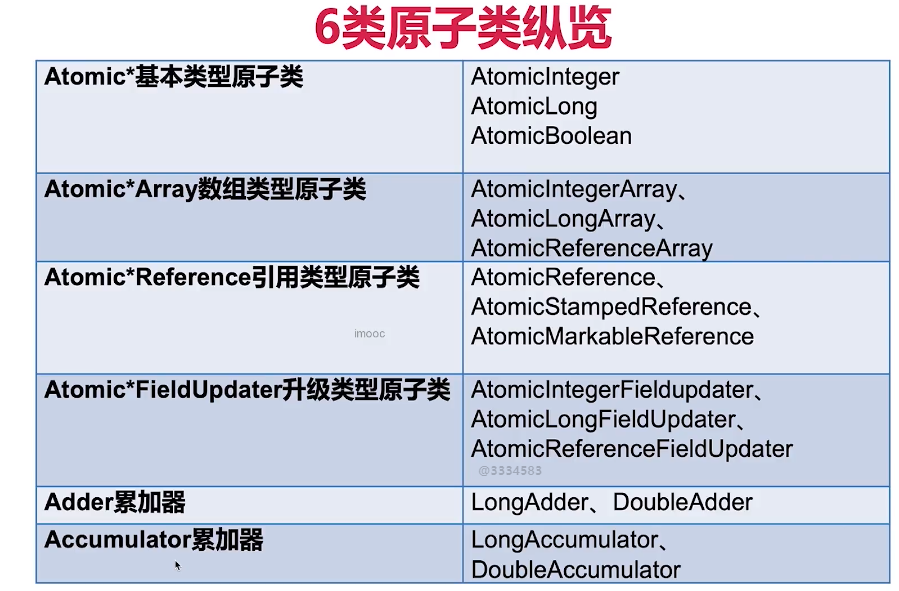 6类原子类纵览
Atomic*基本类型原子类
AtomicInteger
AtomicLong
AtomicBoolean
Atomic*Array数组类型原子类
AtomicIntegerArray、
AtomicLongArray、
AtomicReferenceArray
Atomic*Reference引用类型原子类
AtomicReference、
AtomicStampedReference、
AtomicMarkableReference
imooc
Atomic*FieldUpdater升级类型原子类
AtomicIntegerFieldupdater、
AtomicLongFieldUpdater、
AtomicReferenceFieldUpdater
@3334583
Adder累加器
LongAdder、DoubleAdder
Accumulator累加器
LongAccumulator、
DoubleAccumulator